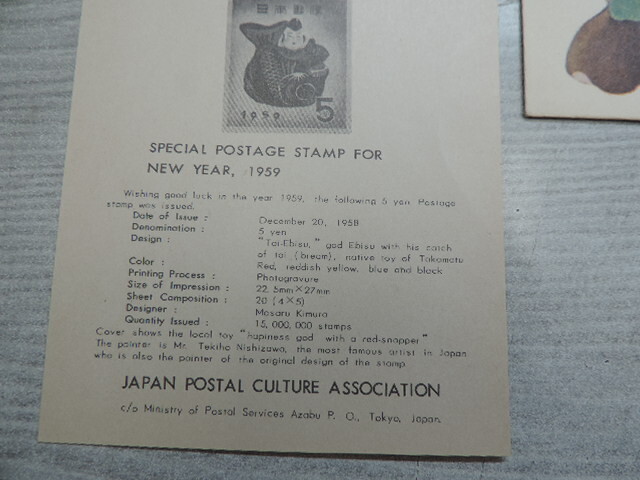 日本郵便
1959 5
SPECIAL POSTAGE STAMP FOR
NEW YEAR, 1959
Wishing good luck in the year 1959, the following 5 yen Postage
stamp was issued.
Date of Issue : December 20, 1958
Denomination : 5 yen
Design : "Tai-Ebisu," god Ebisu with his catch
of tai (bream), native toy of Takamatu
Color : Red, reddish yellow, blue and black
Printing Process : Photogravure
Size of Impression : 22.5mm×27mm
Sheet Composition : 20 (4×5)
Designer : Masaru Kimura
Quantity Issued : 15,000,000 stamps
Cover shows the local toy "happiness god with a red-snapper"
The painter is Mr. Tekiho Nishizawa, the most famous artist in Japan
who is also the painter of the original design of the stamp
JAPAN POSTAL CULTURE ASSOCIATION
c/o Ministry of Postal Services Azabu P. O., Tokyo, Japan.